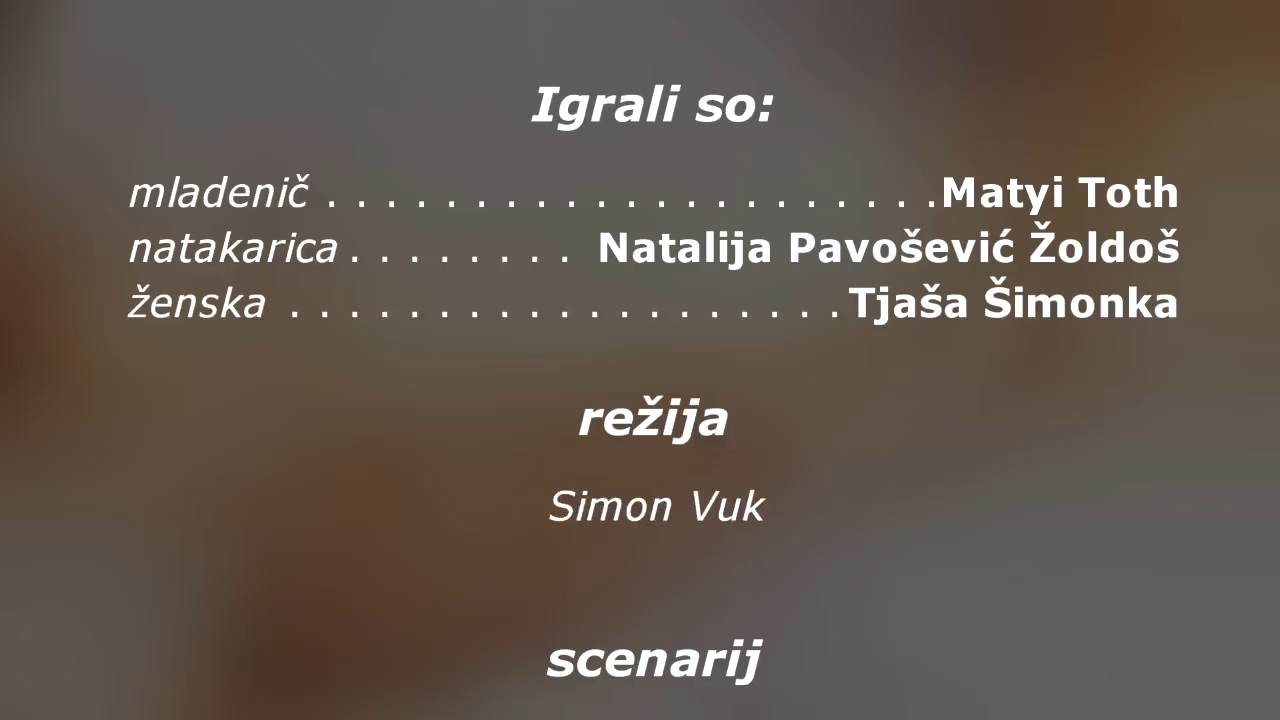 Igrali so:
mladenič . . . . . . . . . . . . . . . . . . . . .Matyi Toth
natakarica . . . . . . . . Natalija Pavošević Žoldoš
ženska . . . . . . . . . . . . . . . . . . . Tjaša Šimonka
režija
Simon Vuk
scenarij